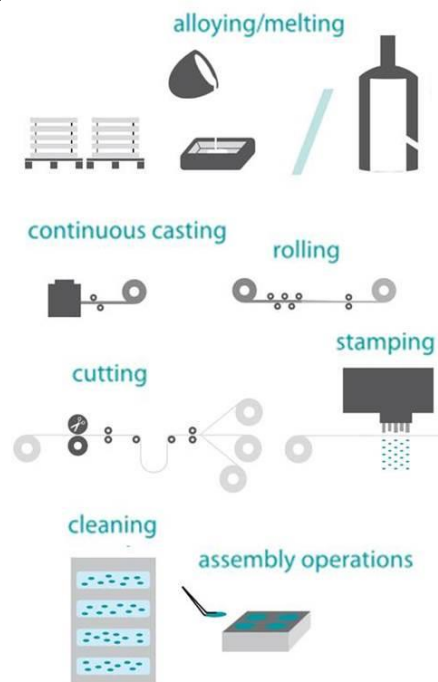 alloying/melting
continuous casting
rolling
stamping
cutting
cleaning
assembly operations